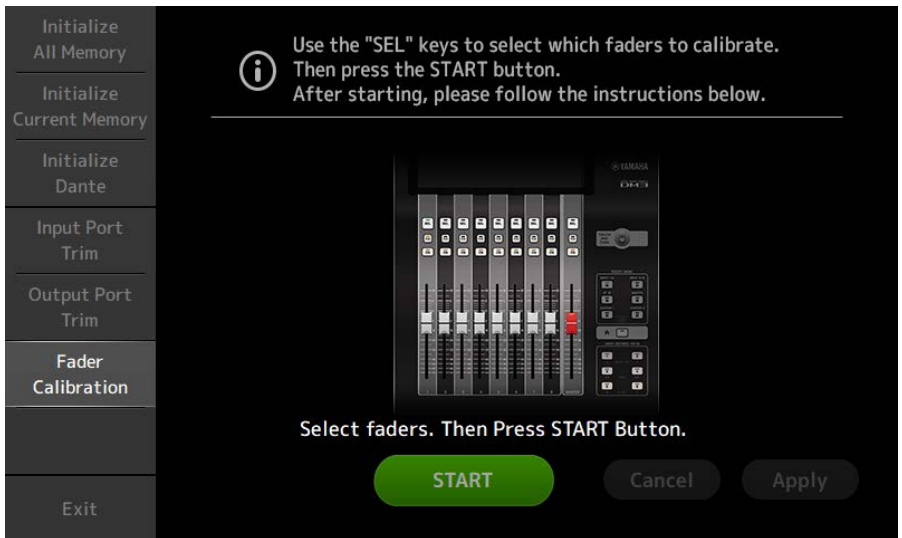 Initialize
All Memory
Initialize
Current Memory
Initialize
Dante
Input Port
Trim
Output Port
Trim
Fader
Calibration
Exit
Use the "SEL" keys to select which faders to calibrate.
Then press the START button.
After starting, please follow the instructions below.
YAMAHA
DM3
Select faders. Then Press START Button.
START
Cancel
Apply